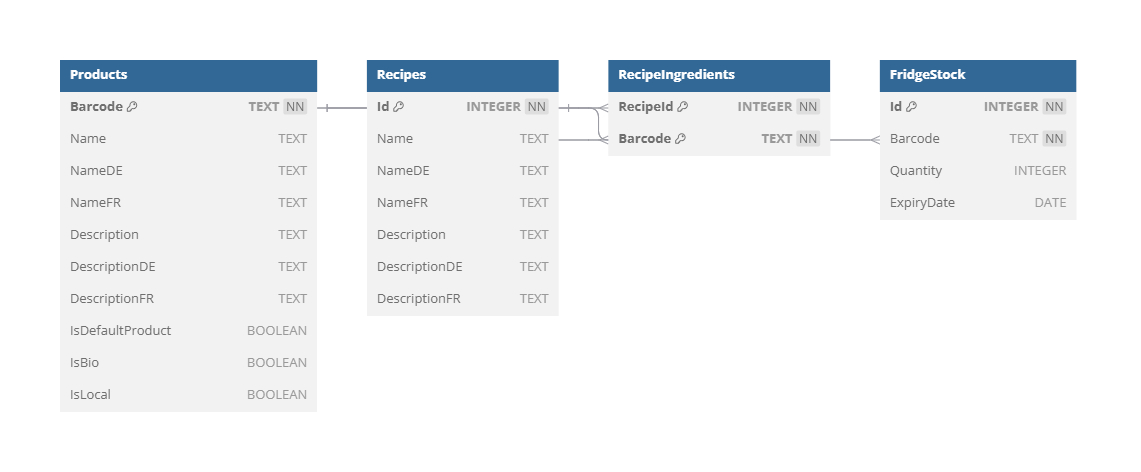 Products
Barcode TEXT NN
Name TEXT
NameDE TEXT
NameFR TEXT
Description TEXT
DescriptionDE TEXT
DescriptionFR TEXT
IsDefaultProduct BOOLEAN
IsBio BOOLEAN
IsLocal BOOLEAN
Recipes
Id INTEGER NN
Name TEXT
NameDE TEXT
NameFR TEXT
Description TEXT
DescriptionDE TEXT
DescriptionFR TEXT
RecipeIngredients
RecipeId INTEGER NN
Barcode TEXT NN
FridgeStock
Id INTEGER NN
Barcode TEXT NN
Quantity INTEGER
ExpiryDate DATE